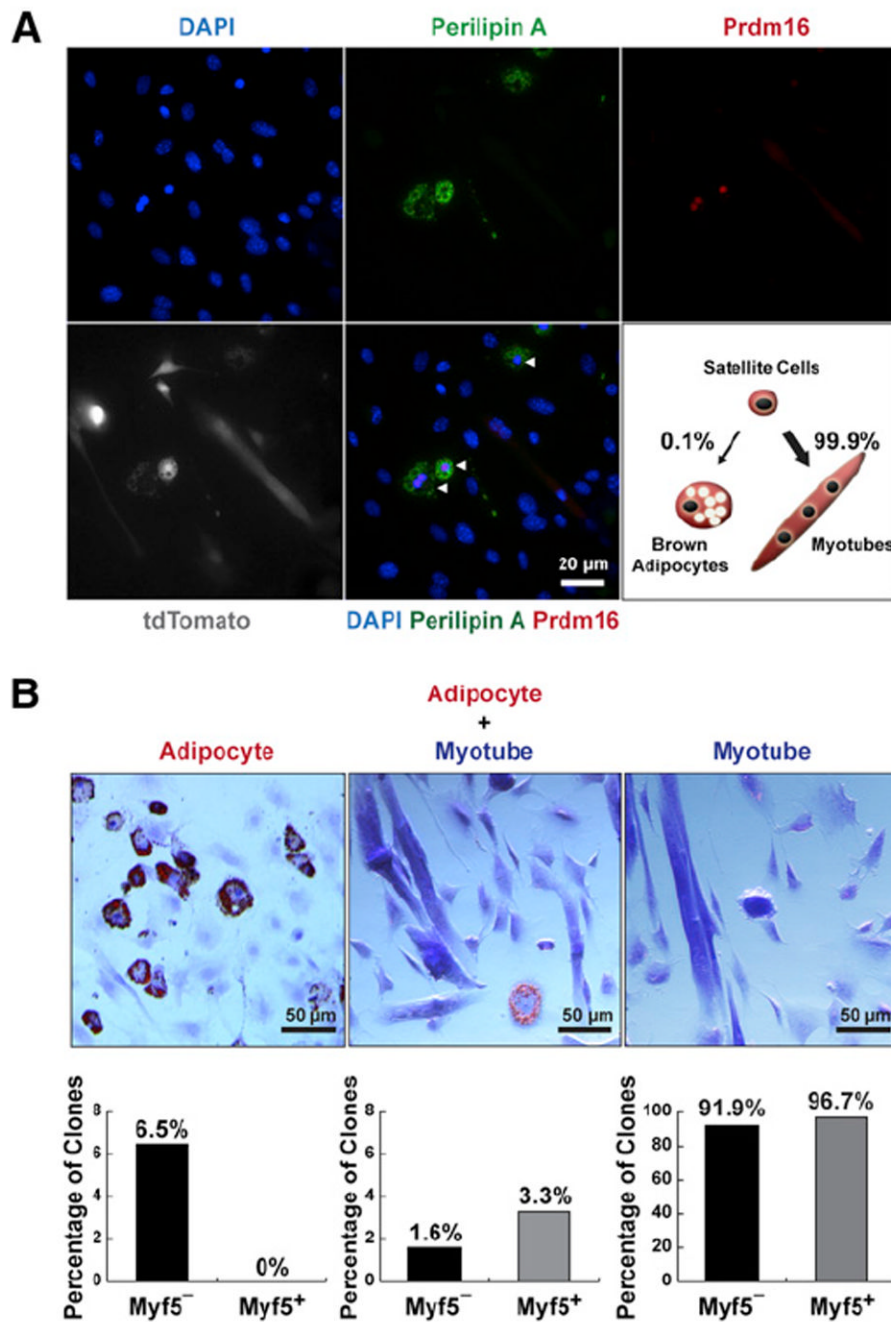 A
DAPI
Perilipin A
Prdm16
Satellite Cells
0.1%
99.9%
Brown
Adipocytes
Myotubes
20 µm
tdTomato
DAPI Perilipin A Prdm16
B
Adipocyte
Adipocyte
+
Myotube
Myotube
50 µm
50 µm
50 µm
Percentage of Clones
8
6
4
2
0
6.5%
0%
Myf5⁻
Myf5⁺
Percentage of Clones
8
6
4
2
0
1.6%
3.3%
Myf5⁻
Myf5⁺
Percentage of Clones
100
80
60
40
20
0
91.9%
96.7%
Myf5⁻
Myf5⁺